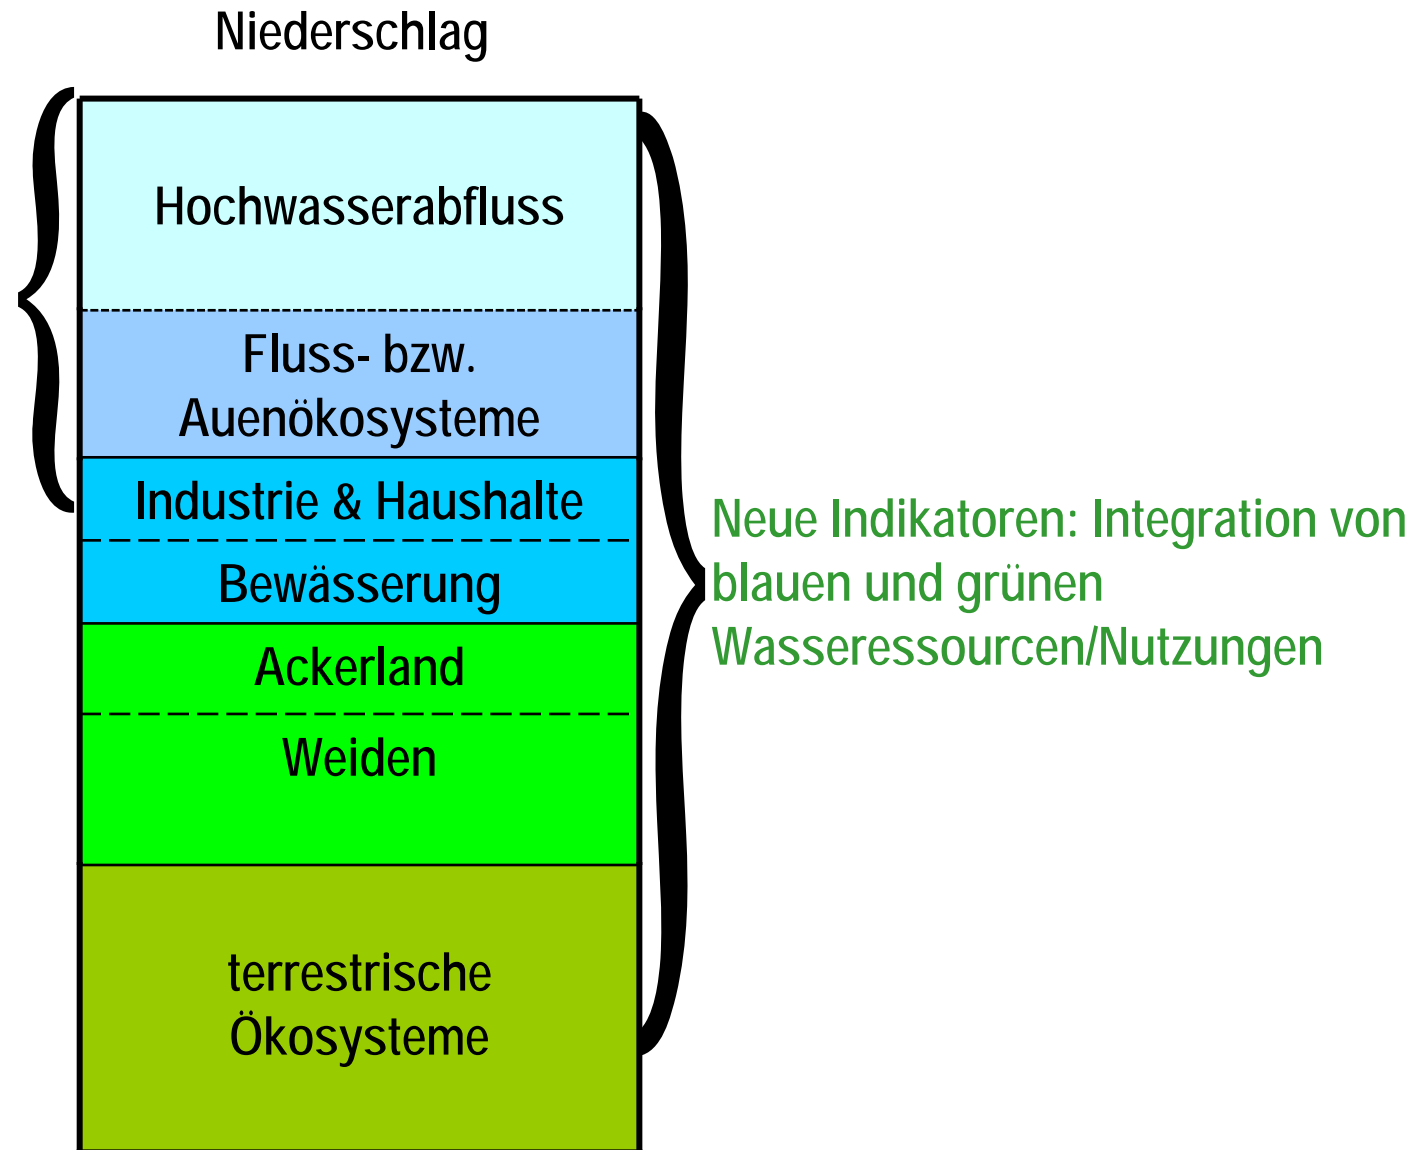 Niederschlag
Hochwasserabfluss
Fluss- bzw.
Auenökosysteme
Industrie & Haushalte
Bewässerung
Ackerland
Weiden
terrestrische
Ökosysteme
Neue Indikatoren: Integration von
blauen und grünen
Wasseressourcen/Nutzungen